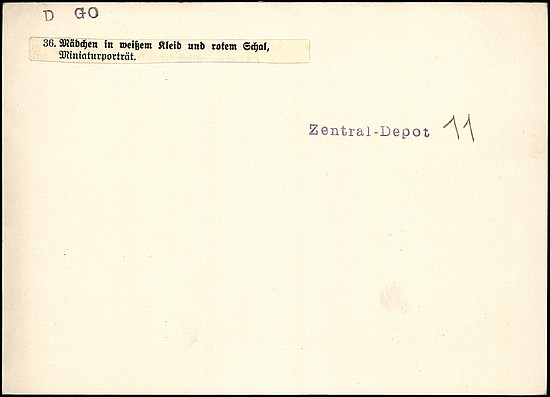 D GO
36. Mädchen in weißem Kleid und rotem Schal,
Miniaturporträt.
Zentral-Depot 11